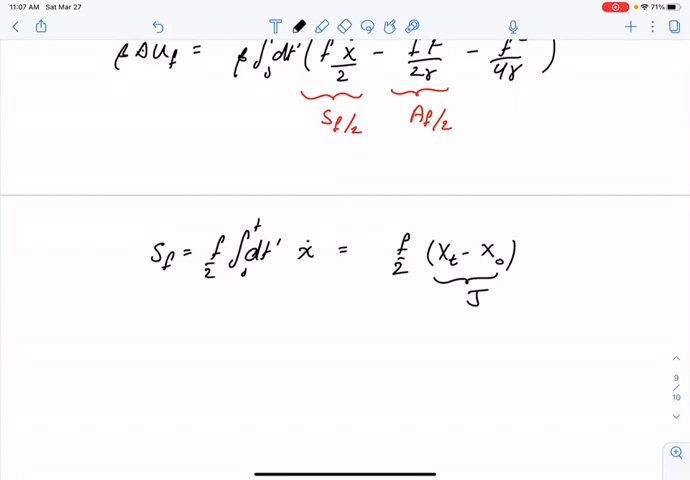 11:07 AM Sat Mar 27
71%
β ΔU_f = β ∫_0^t dt' ( f ẋ/2 − f F/2γ − f²/4γ )
S_f/2 A_f/2
S_f = f/2 ∫_0^t dt' ẋ = f/2 (x_t − x_0)
J
9
/
10